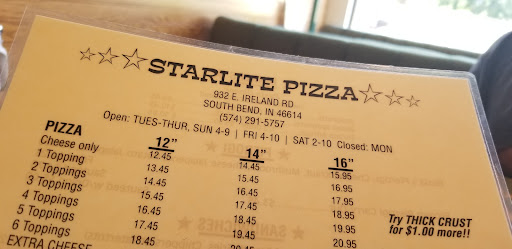 STARLITE PIZZA
932 E. IRELAND RD
SOUTH BEND, IN 46614
(574) 291-5757
Open: TUES-THUR, SUN 4-9 | FRI 4-10 | SAT 2-10 Closed: MON
PIZZA 12" 14" 16"
Cheese only 12.45 14.45 15.95
1 Topping 13.45 15.45 16.95
2 Toppings 14.45 16.45 17.95
3 Toppings 15.45 17.45 18.95
4 Toppings 16.45 18.45 19.95
5 Toppings 17.45 19.45 20.95
6 Toppings 18.45
EXTRA CHEESE
Try THICK CRUST
for $1.00 more!!